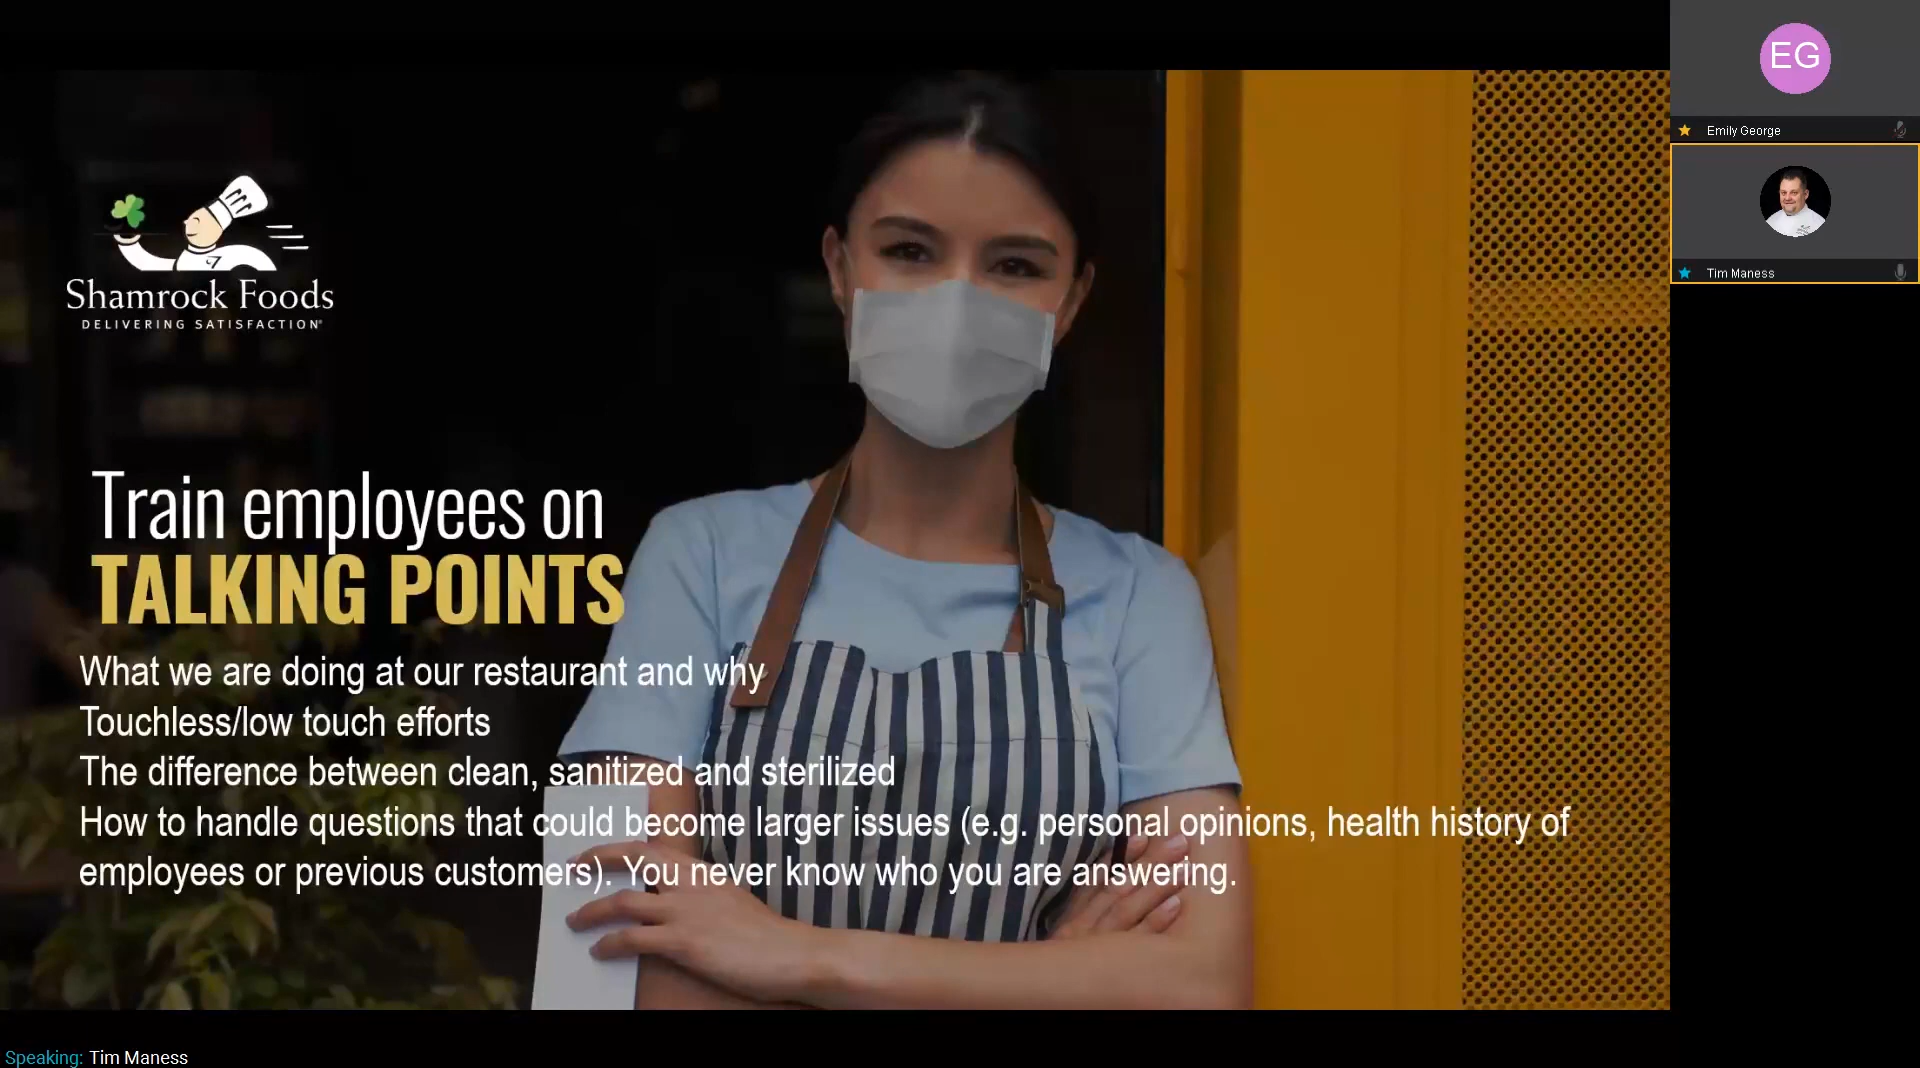 Shamrock Foods
DELIVERING SATISFACTION®
Train employees on
TALKING POINTS
What we are doing at our restaurant and why
Touchless/low touch efforts
The difference between clean, sanitized and sterilized
How to handle questions that could become larger issues (e.g. personal opinions, health history of
employees or previous customers). You never know who you are answering.
EG
Emily George
Tim Maness
Speaking: Tim Maness